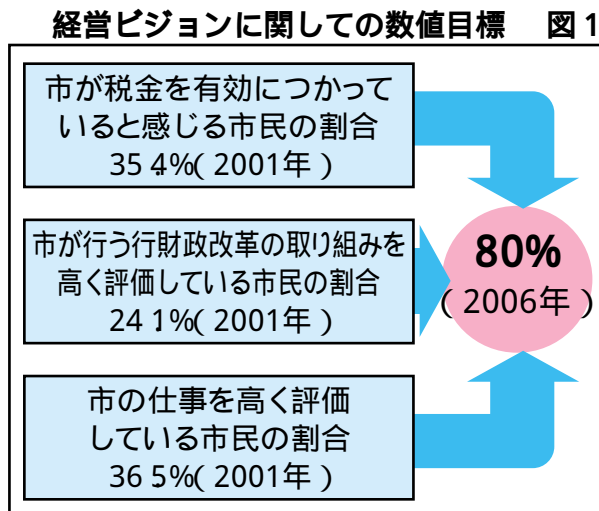 経営ビジョンに関しての数値目標 図1
市が税金を有効につかって
いると感じる市民の割合
35.4%(2001年)
市が行う行財政改革の取り組みを
高く評価している市民の割合
24.1%(2001年)
市の仕事を高く評価
している市民の割合
36.5%(2001年)
80%
(2006年)